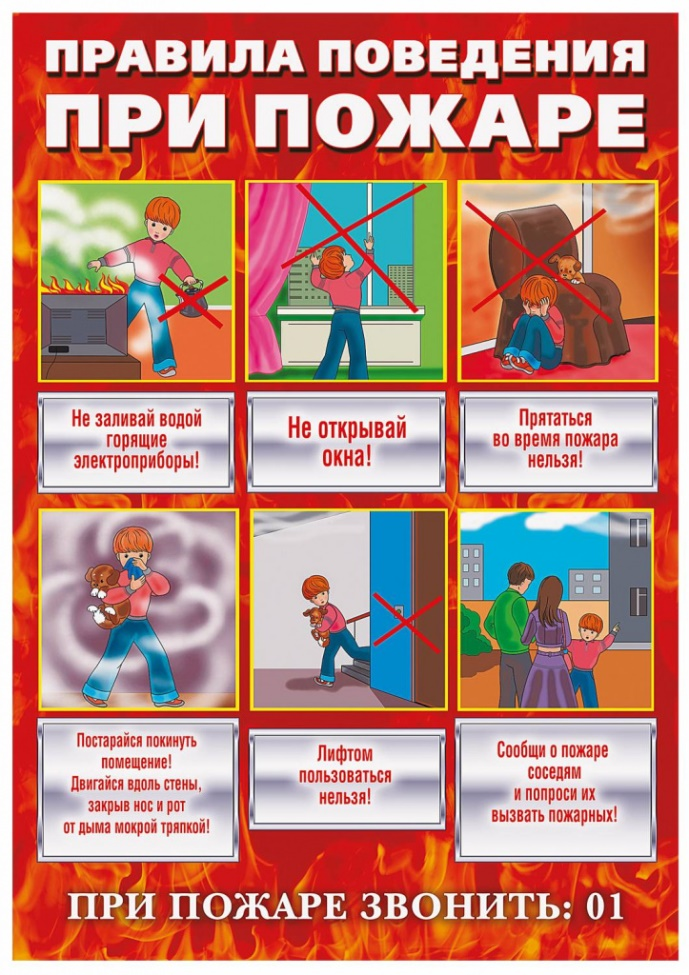 ПРАВИЛА ПОВЕДЕНИЯ
ПРИ ПОЖАРЕ
Не заливай водой
горящие
электроприборы!
Не открывай
окна!
Прятаться
во время пожара
нельзя!
Постарайся покинуть
помещение!
Двигайся вдоль стены,
закрыв нос и рот
от дыма мокрой тряпкой!
Лифтом
пользоваться
нельзя!
Сообщи о пожаре
соседям
и попроси их
вызвать пожарных!
ПРИ ПОЖАРЕ ЗВОНИТЬ: 01